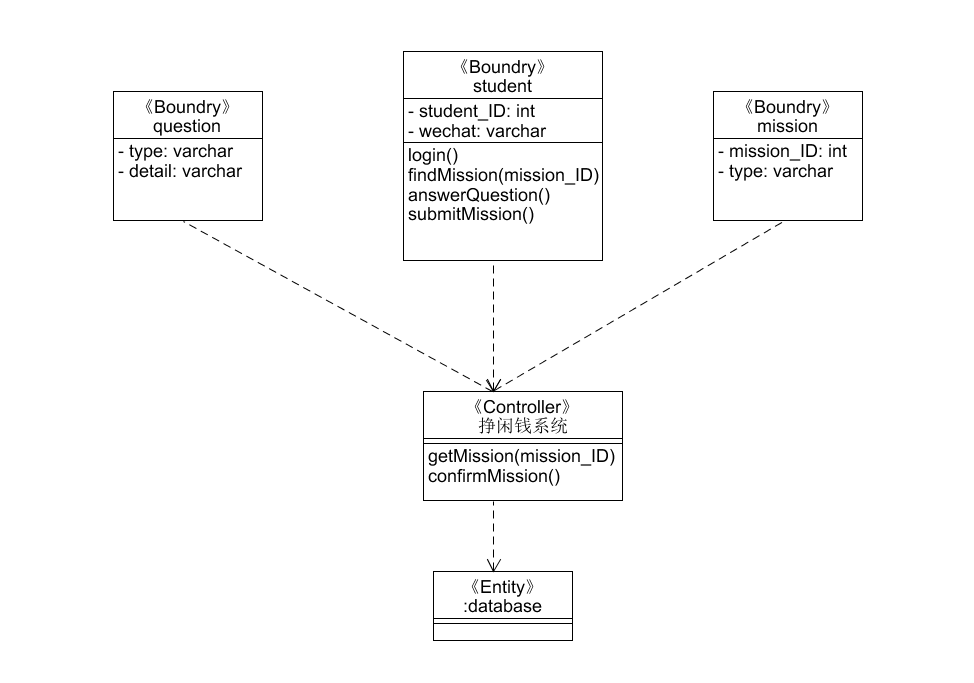 《Boundry》
question
- type: varchar
- detail: varchar
《Boundry》
student
- student_ID: int
- wechat: varchar
login()
findMission(mission_ID)
answerQuestion()
submitMission()
《Boundry》
mission
- mission_ID: int
- type: varchar
《Controller》
挣闲钱系统
getMission(mission_ID)
confirmMission()
《Entity》
:database